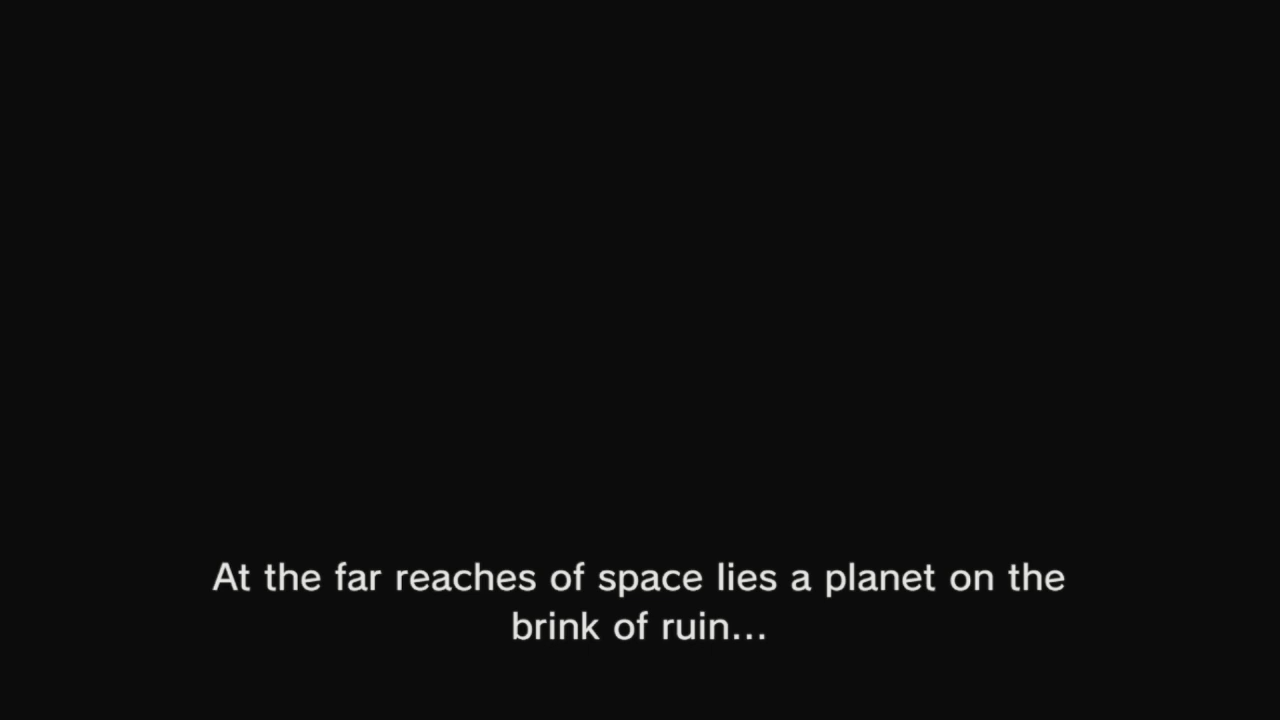 At the far reaches of space lies a planet on the
brink of ruin...